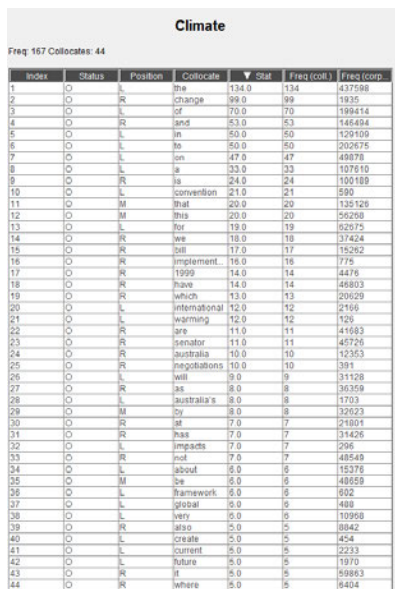 Climate
Freq: 167 Collocates: 44
Index Status Position Collocate ▼ Stat Freq (coll.) Freq (corp...
1 O L the 134.0 134 437598
2 O R change 99.0 99 1935
3 O L of 70.0 70 199414
4 O R and 53.0 53 146494
5 O L in 50.0 50 129109
6 O L to 50.0 50 202675
7 O L on 47.0 47 49878
8 O L a 33.0 33 107610
9 O R is 24.0 24 100189
10 O L convention 21.0 21 590
11 O M that 20.0 20 135126
12 O M this 20.0 20 56268
13 O L for 19.0 19 62675
14 O R we 18.0 18 37424
15 O R bill 17.0 17 15262
16 O R implement... 16.0 16 775
17 O R 1999 14.0 14 4476
18 O R have 14.0 14 46803
19 O R which 13.0 13 20629
20 O L international 12.0 12 2166
21 O L warming 12.0 12 126
22 O R are 11.0 11 41683
23 O R senator 11.0 11 45726
24 O R australia 10.0 10 12353
25 O R negotiations 10.0 10 391
26 O L will 9.0 9 31128
27 O R as 8.0 8 36359
28 O L australia's 8.0 8 1703
29 O M by 8.0 8 32623
30 O R at 7.0 7 21801
31 O R has 7.0 7 31426
32 O L impacts 7.0 7 296
33 O R not 7.0 7 48549
34 O L about 6.0 6 15376
35 O M be 6.0 6 48659
36 O L framework 6.0 6 602
37 O L global 6.0 6 488
38 O L very 6.0 6 10968
39 O R also 5.0 5 8842
40 O L create 5.0 5 454
41 O L current 5.0 5 2233
42 O L future 5.0 5 1970
43 O R it 5.0 5 59863
44 O R where 5.0 5 6404